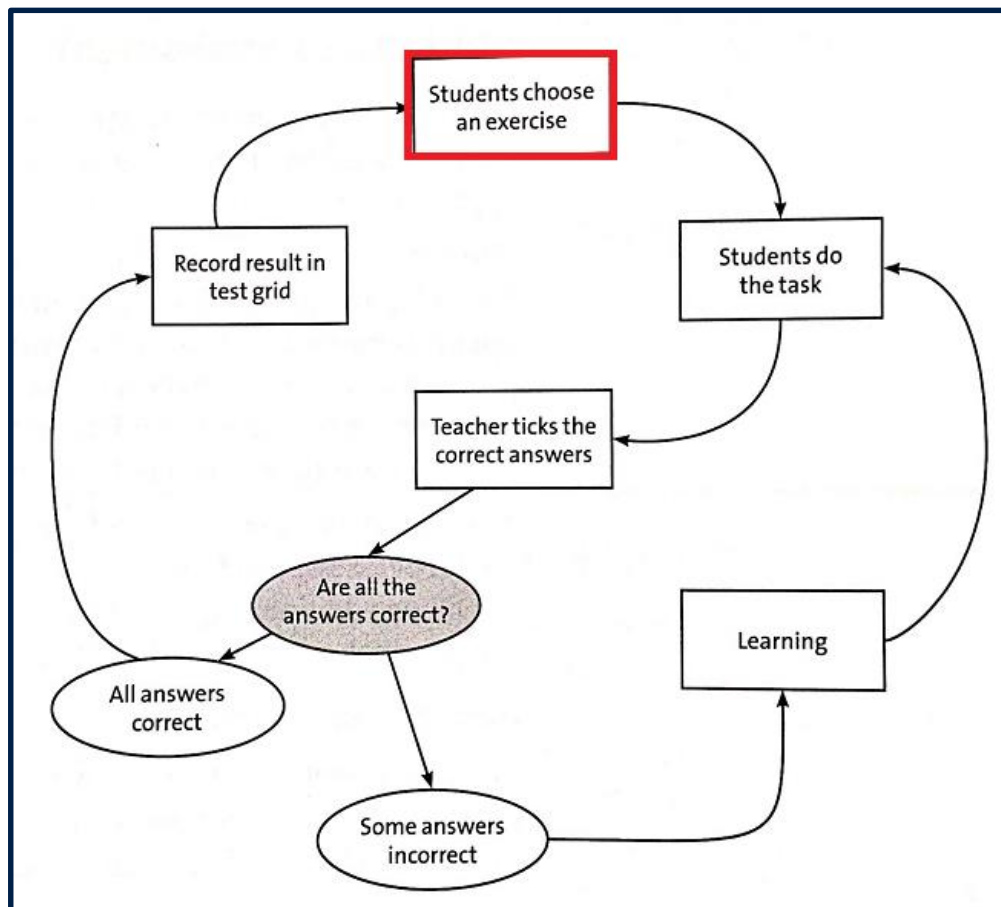 Students choose
an exercise
Record result in
test grid
Students do
the task
Teacher ticks the
correct answers
Are all the
answers correct?
Learning
All answers
correct
Some answers
incorrect